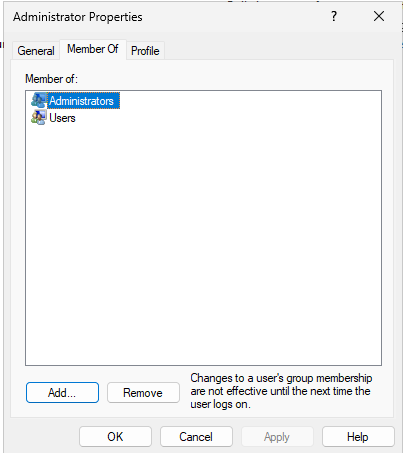 Administrator Properties
?
General
Member Of
Profile
Member of:
Administrators
Users
Add...
Remove
Changes to a user's group membership
are not effective until the next time the
user logs on.
OK
Cancel
Apply
Help